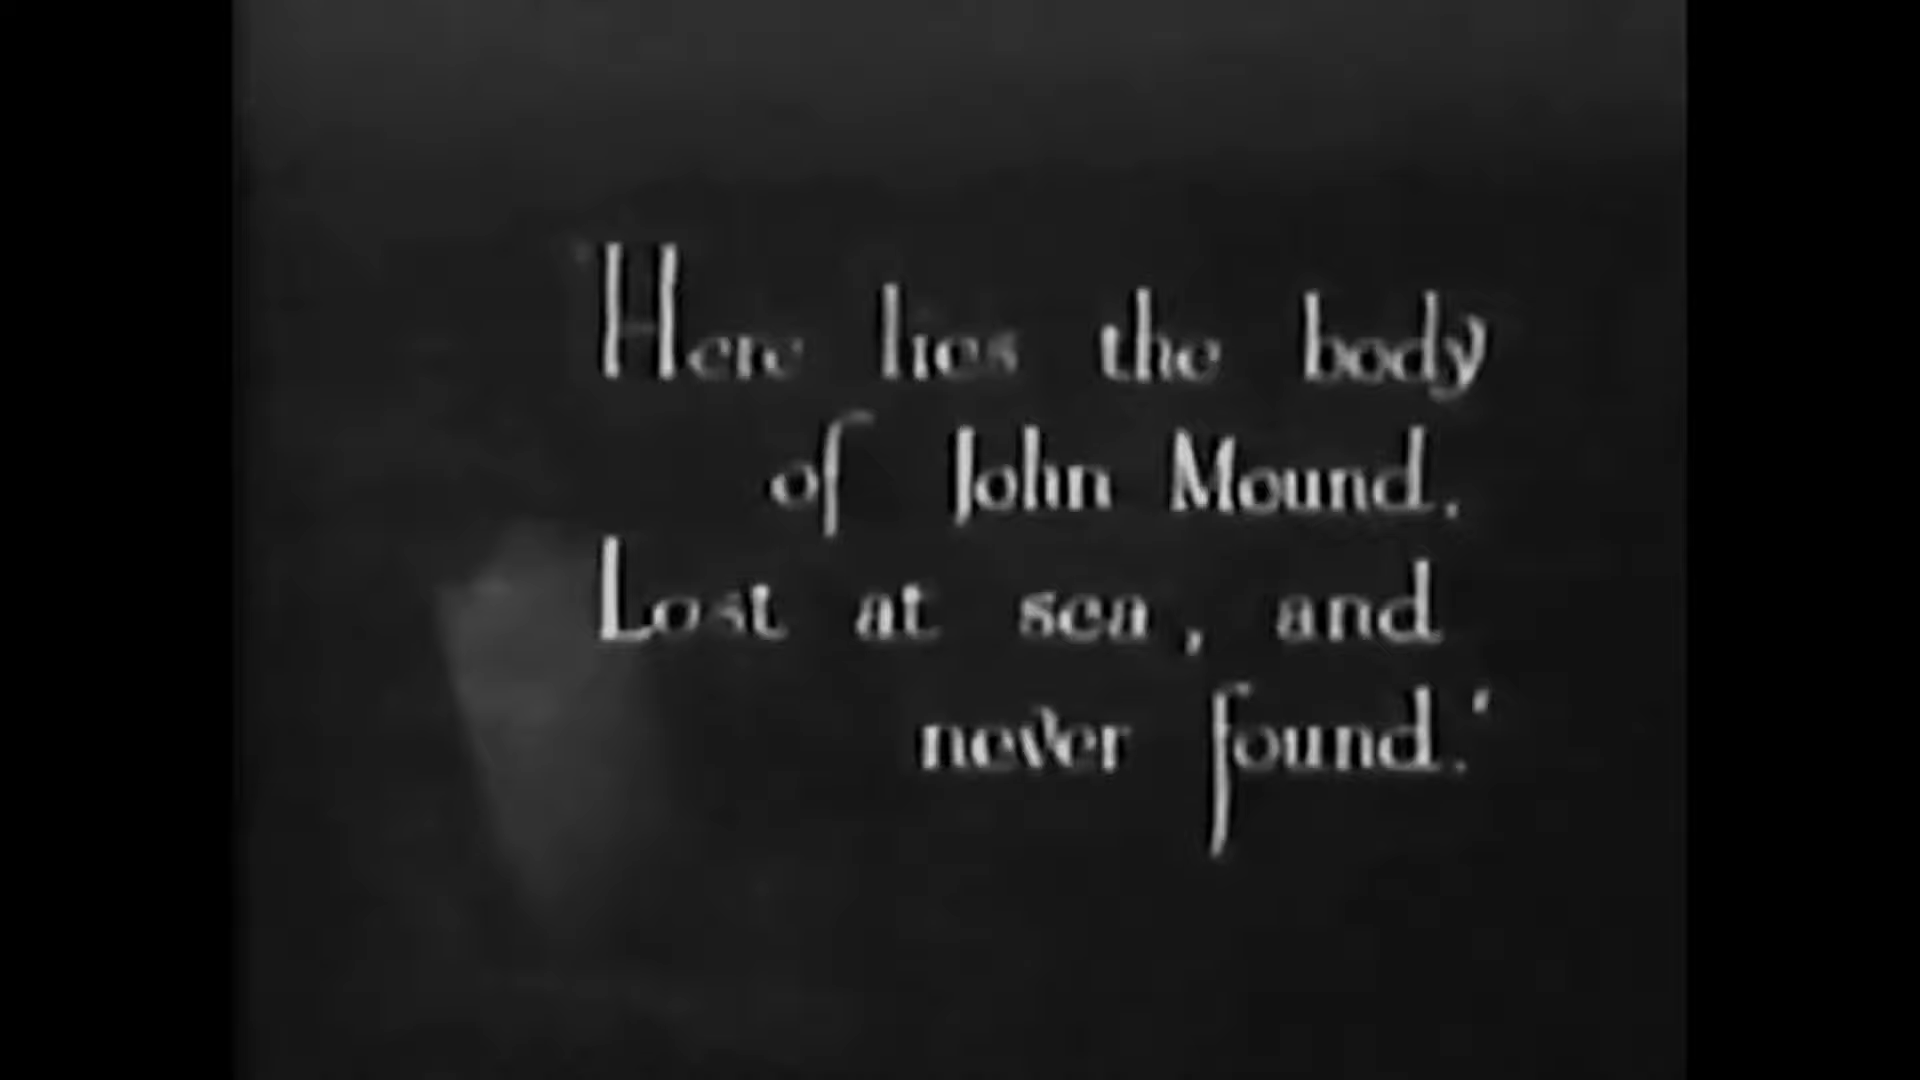 'Here lies the body
of John Mound.
Lost at sea, and
never found.'